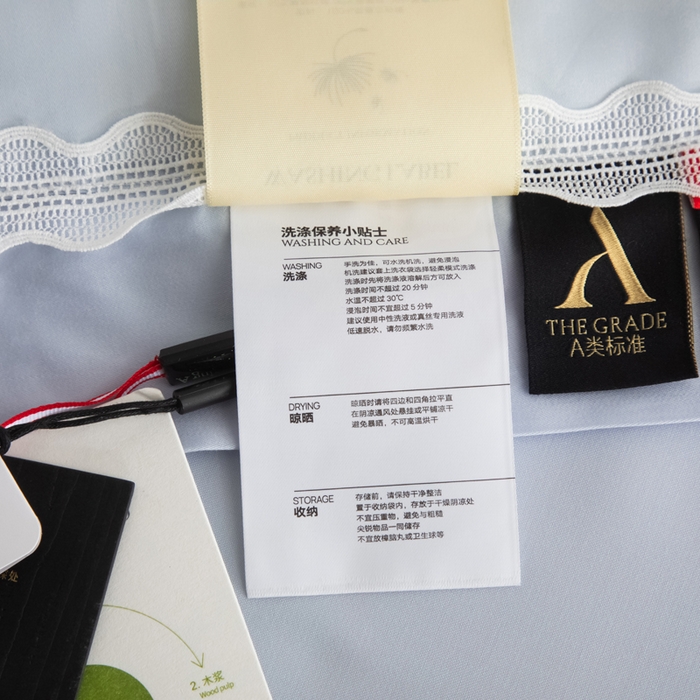 WASHING LABEL
洗涤保养小贴士
WASHING AND CARE
WASHING
洗涤
手洗为佳，可水洗机洗，避免浸泡
机洗建议套上洗衣袋选择轻柔模式洗涤
洗涤时先将洗涤液溶解后方可放入
洗涤时间不超过 20 分钟
水温不超过 30℃
浸泡时间不宜超过 5 分钟
建议使用中性洗液或真丝专用洗液
低速脱水，请勿频繁水洗
DRYING
晾晒
晾晒时请将四边和四角拉平直
在阴凉通风处悬挂或平铺凉干
避免暴晒，不可高温烘干
STORAGE
收纳
存储前，请保持干净整洁
置于收纳袋内，存放于干燥阴凉处
不宜压重物，避免与粗糙
尖锐物品一同储存
不宜放樟脑丸或卫生球等
THE GRADE
A类标准
2. 木浆
Wood pulp